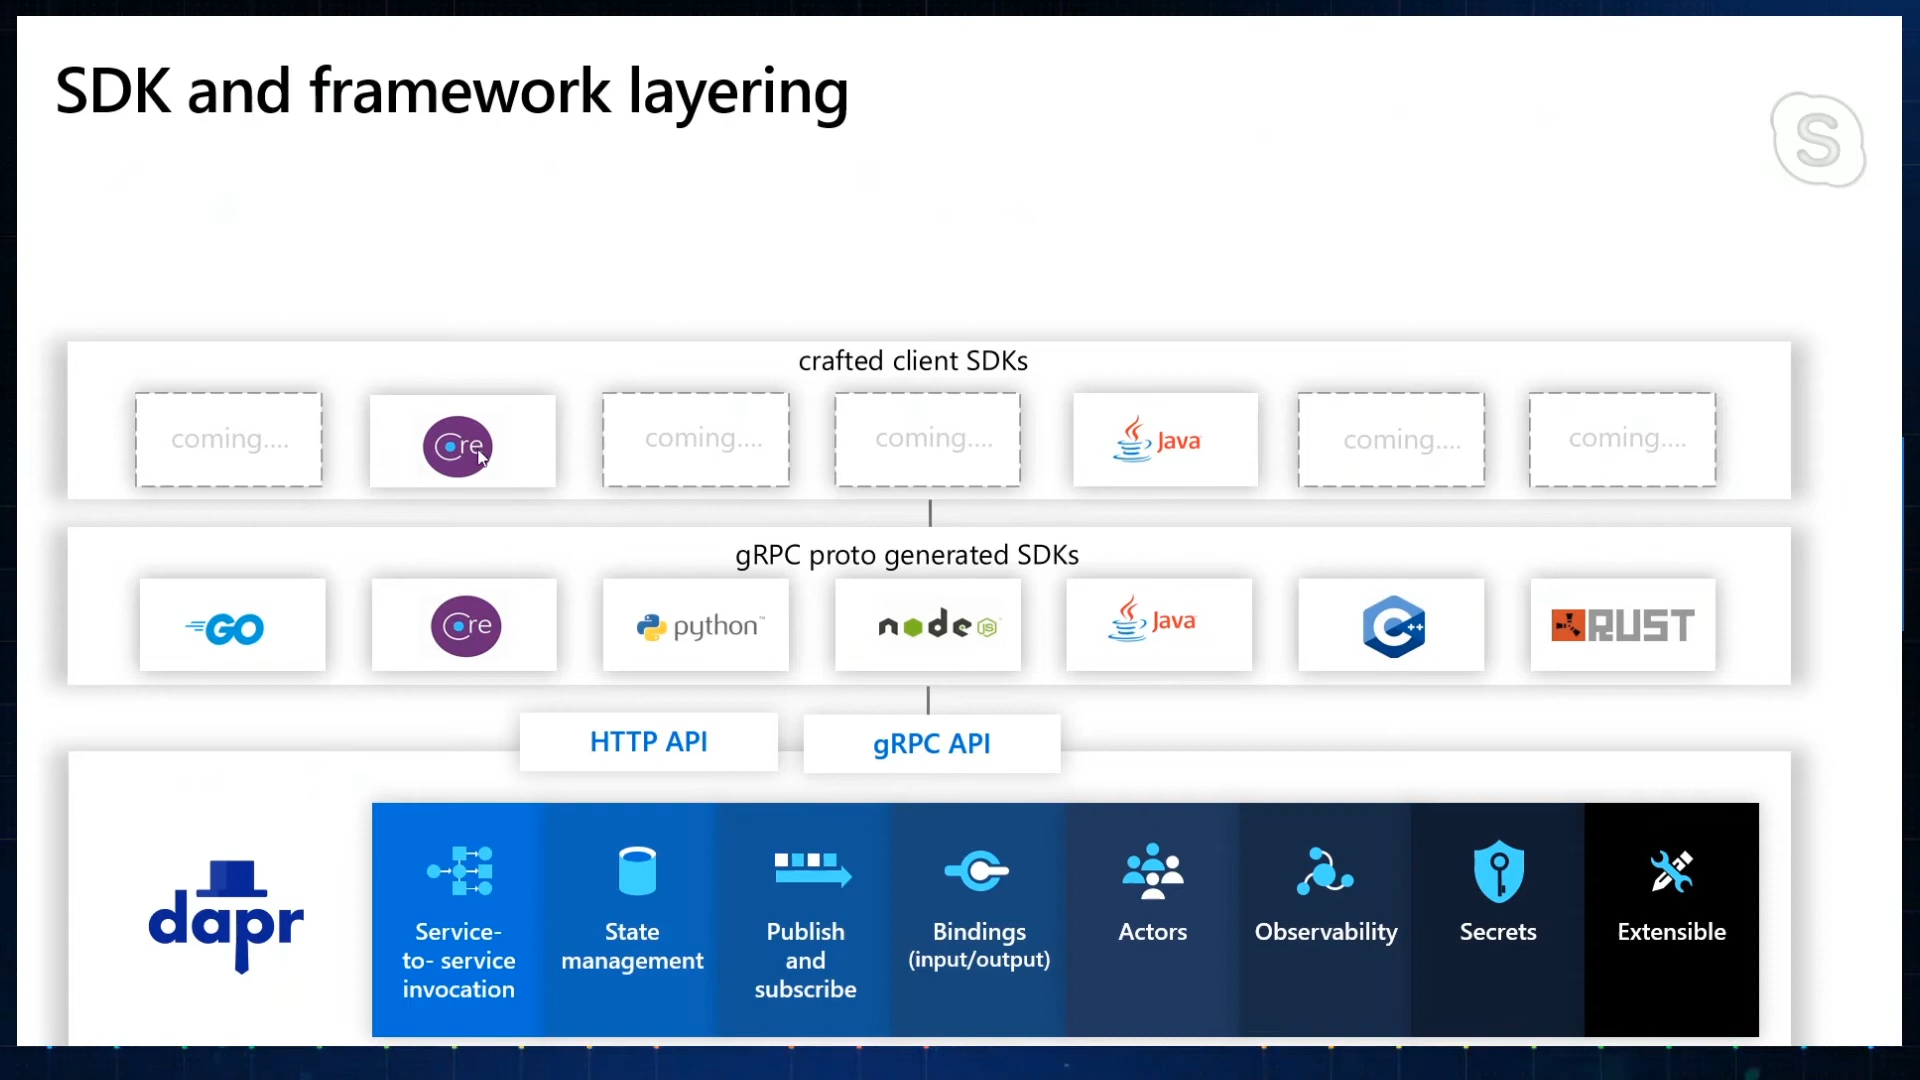 SDK and framework layering
S
crafted client SDKs
coming....
Core
coming....
coming....
Java
coming....
coming....
gRPC proto generated SDKs
GO
Core
python™
node JS
Java
C++
RUST
HTTP API
gRPC API
dapr
Service-
to- service
invocation
State
management
Publish
and
subscribe
Bindings
(input/output)
Actors
Observability
Secrets
Extensible